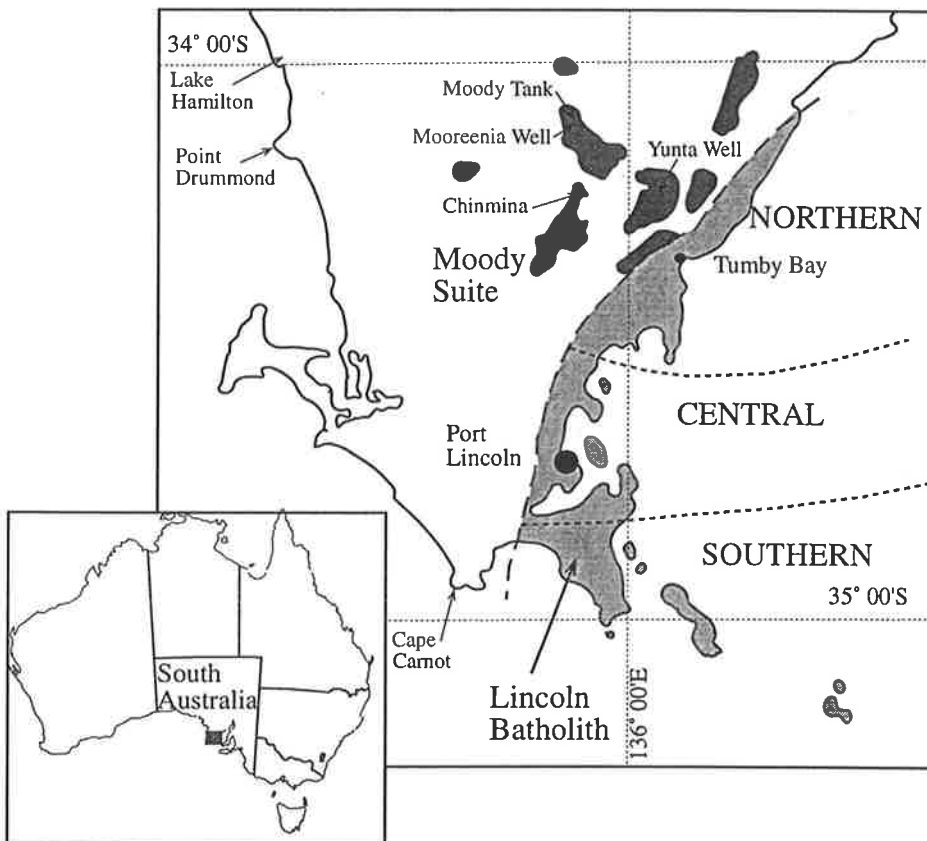 34° 00'S
Lake
Hamilton
Point
Drummond
Moody Tank
Mooreenia Well
Yunta Well
Chinmina
Moody
Suite
NORTHERN
Tumby Bay
CENTRAL
Port
Lincoln
SOUTHERN
35° 00'S
Cape
Carnot
Lincoln
Batholith
136° 00'E
South
Australia